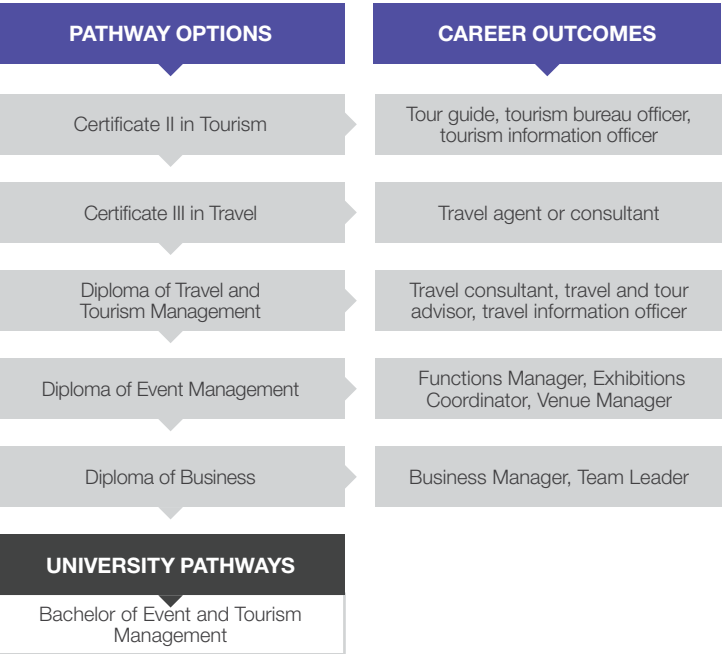 PATHWAY OPTIONS
CAREER OUTCOMES
Certificate II in Tourism
Tour guide, tourism bureau officer,
tourism information officer
Certificate III in Travel
Travel agent or consultant
Diploma of Travel and
Tourism Management
Travel consultant, travel and tour
advisor, travel information officer
Diploma of Event Management
Functions Manager, Exhibitions
Coordinator, Venue Manager
Diploma of Business
Business Manager, Team Leader
UNIVERSITY PATHWAYS
Bachelor of Event and Tourism
Management